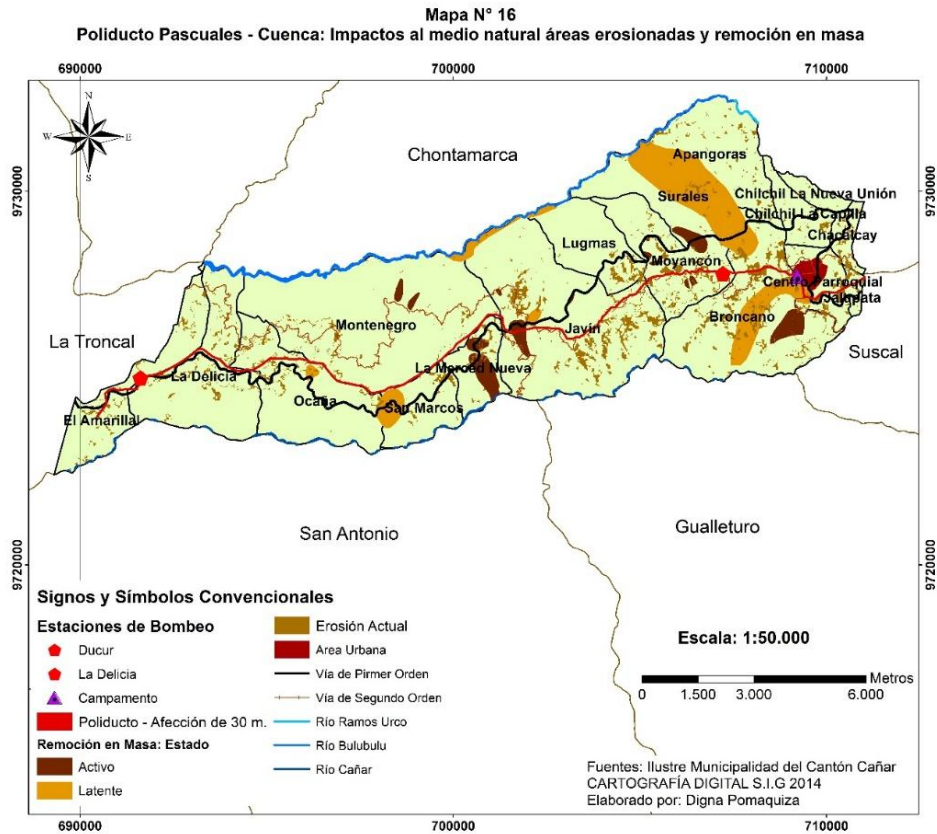 Mapa N° 16
Poliducto Pascuales - Cuenca: Impactos al medio natural áreas erosionadas y remoción en masa
690000
700000
710000
N
W
E
S
Chontamarca
Apangoras
9730000
9730000
Surales
Chilchil La Nueva Unión
Chilchil La Capilla
Lugmas
Chacalcay
Moyancón
Centro Parroquial
Jalupata
Montenegro
Broncano
Javín
La Troncal
Suscal
La Merced Nueva
La Delicia
Ocaña
San Marcos
El Amarillal
San Antonio
Gualleturo
9720000
9720000
Signos y Símbolos Convencionales
Estaciones de Bombeo
Ducur
La Delicia
Campamento
Poliducto - Afección de 30 m.
Remoción en Masa: Estado
Activo
Latente
Erosión Actual
Area Urbana
Vía de Pirmer Orden
Vía de Segundo Orden
Río Ramos Urco
Río Bulubulu
Río Cañar
Escala: 1:50.000
Metros
0 1.500 3.000 6.000
Fuentes: Ilustre Municipalidad del Cantón Cañar
CARTOGRAFÍA DIGITAL S.I.G 2014
Elaborado por: Digna Pomaquiza
690000
700000
710000